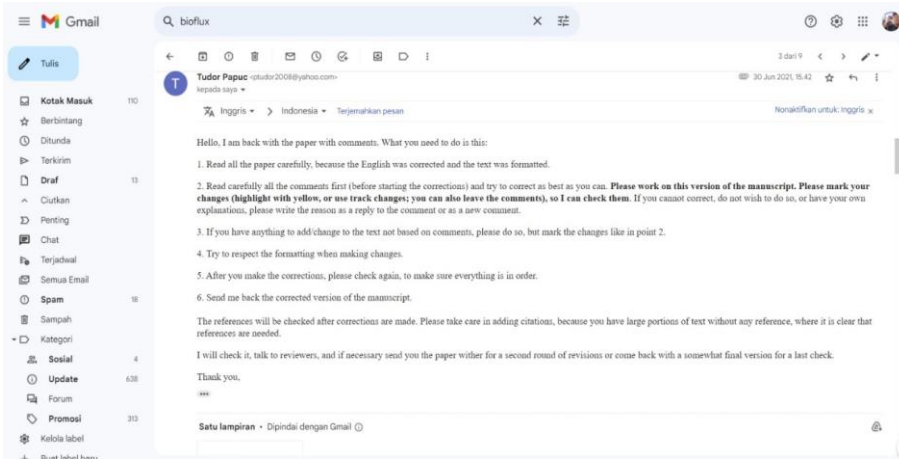 Gmail
bioflux
Tulis
3 dari 9
Kotak Masuk 110
Berbintang
Ditunda
Terkirim
Draf 13
Ciutkan
Penting
Chat
Terjadwal
Semua Email
Spam 18
Sampah
Kategori
Sosial 4
Update 638
Forum
Promosi 313
Kelola label
Buat label baru
T
Tudor Papuc <ptudor2008@yahoo.com>
30 Jun 2021, 15.42
kepada saya
Inggris > Indonesia Terjemahkan pesan
Nonaktifkan untuk: Inggris x
Hello, I am back with the paper with comments. What you need to do is this:
1. Read all the paper carefully, because the English was corrected and the text was formatted.
2. Read carefully all the comments first (before starting the corrections) and try to correct as best as you can. Please work on this version of the manuscript. Please mark your
changes (highlight with yellow, or use track changes; you can also leave the comments), so I can check them. If you cannot correct, do not wish to do so, or have your own
explanations, please write the reason as a reply to the comment or as a new comment.
3. If you have anything to add/change to the text not based on comments, please do so, but mark the changes like in point 2.
4. Try to respect the formatting when making changes.
5. After you make the corrections, please check again, to make sure everything is in order.
6. Send me back the corrected version of the manuscript.
The references will be checked after corrections are made. Please take care in adding citations, because you have large portions of text without any reference, where it is clear that
references are needed.
I will check it, talk to reviewers, and if necessary send you the paper wither for a second round of revisions or come back with a somewhat final version for a last check.
Thank you,
Satu lampiran • Dipindai dengan Gmail